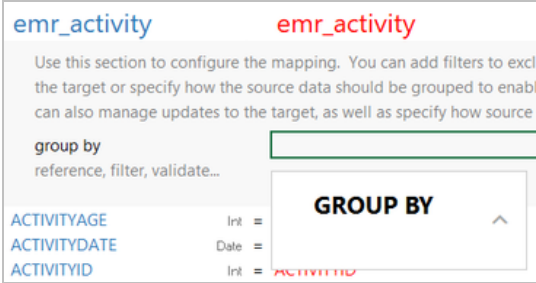 emr_activity emr_activity
Use this section to configure the mapping. You can add filters to excl
the target or specify how the source data should be grouped to enabl
can also manage updates to the target, as well as specify how source
group by
reference, filter, validate...
GROUP BY
ACTIVITYAGE Int =
ACTIVITYDATE Date =
ACTIVITYID Int = ACTIVITYID